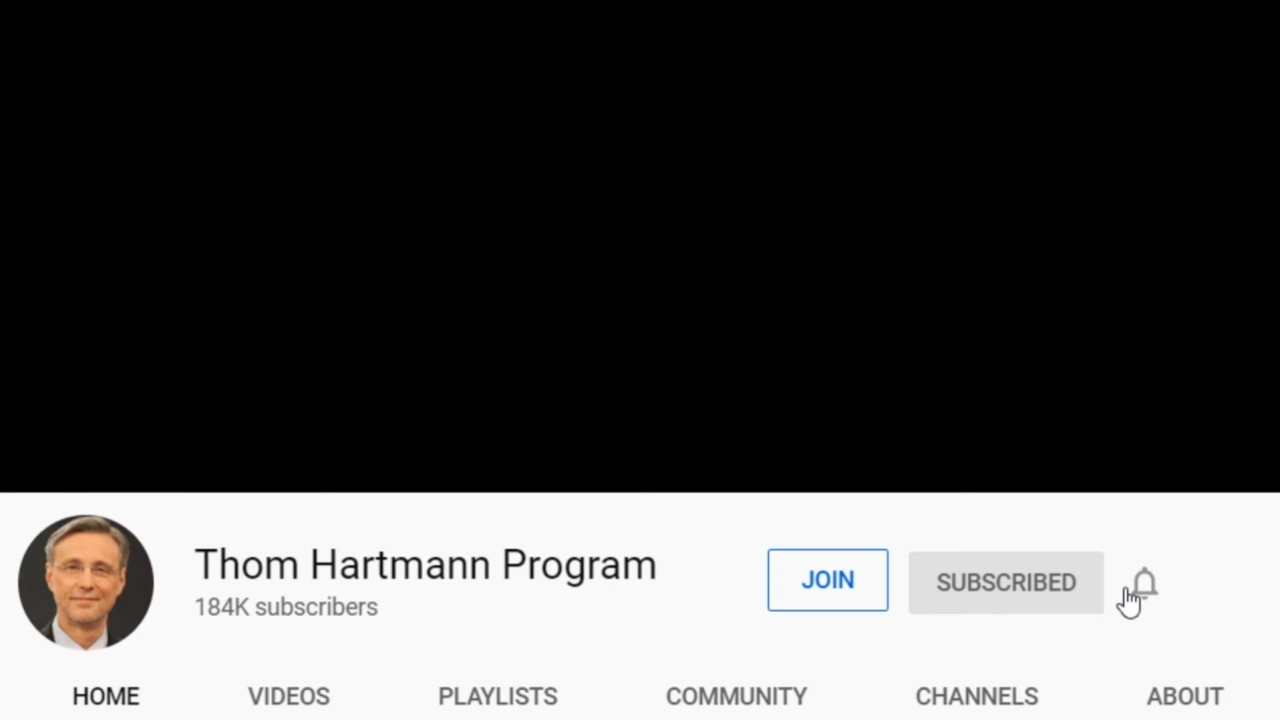 Thom Hartmann Program
184K subscribers
JOIN
SUBSCRIBED
HOME VIDEOS PLAYLISTS COMMUNITY CHANNELS ABOUT